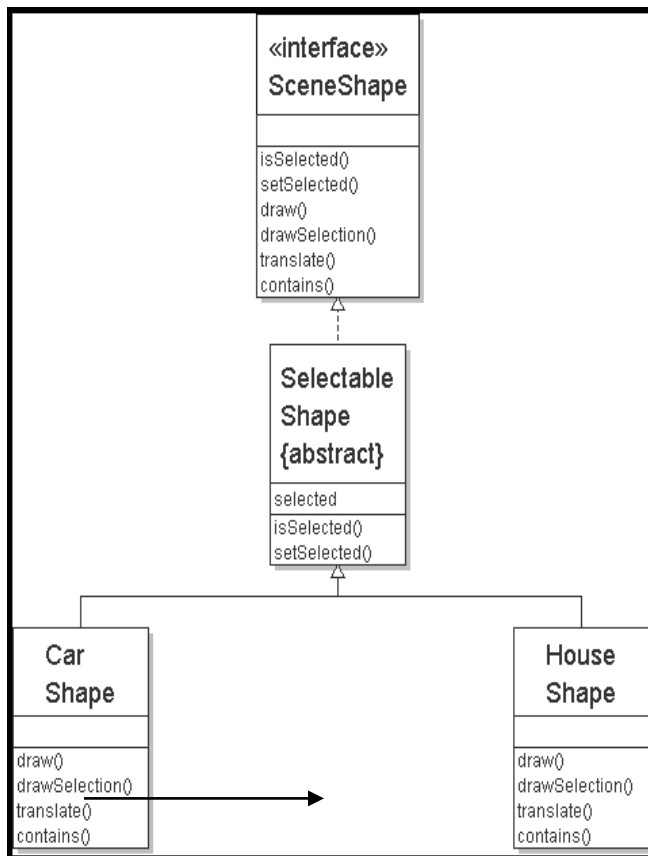 «interface»
SceneShape
isSelected()
setSelected()
draw()
drawSelection()
translate()
contains()
Selectable
Shape
{abstract}
selected
isSelected()
setSelected()
Car
Shape
draw()
drawSelection()
translate()
contains()
House
Shape
draw()
drawSelection()
translate()
contains()